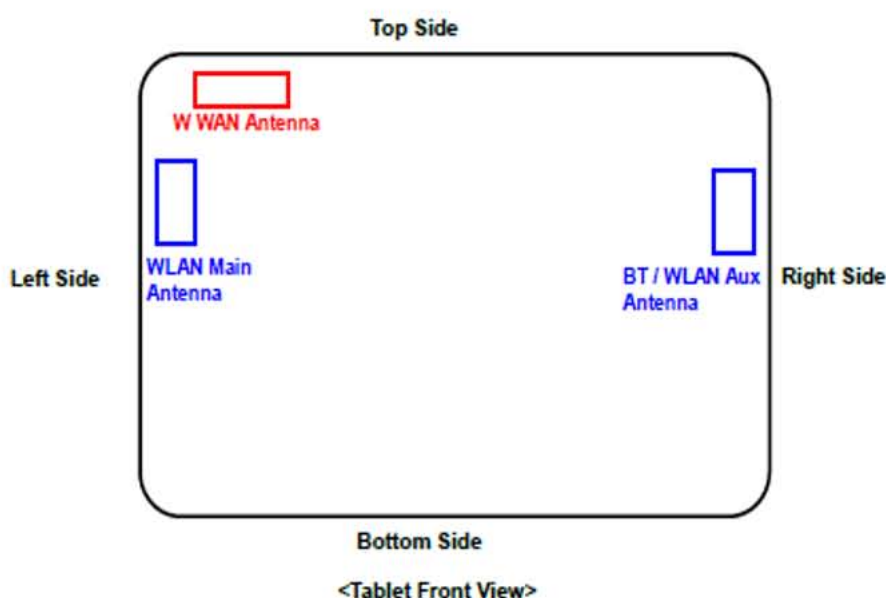 Top Side
W WAN Antenna
WLAN Main
Antenna
Left Side
BT / WLAN Aux
Antenna
Right Side
Bottom Side
<Tablet Front View>